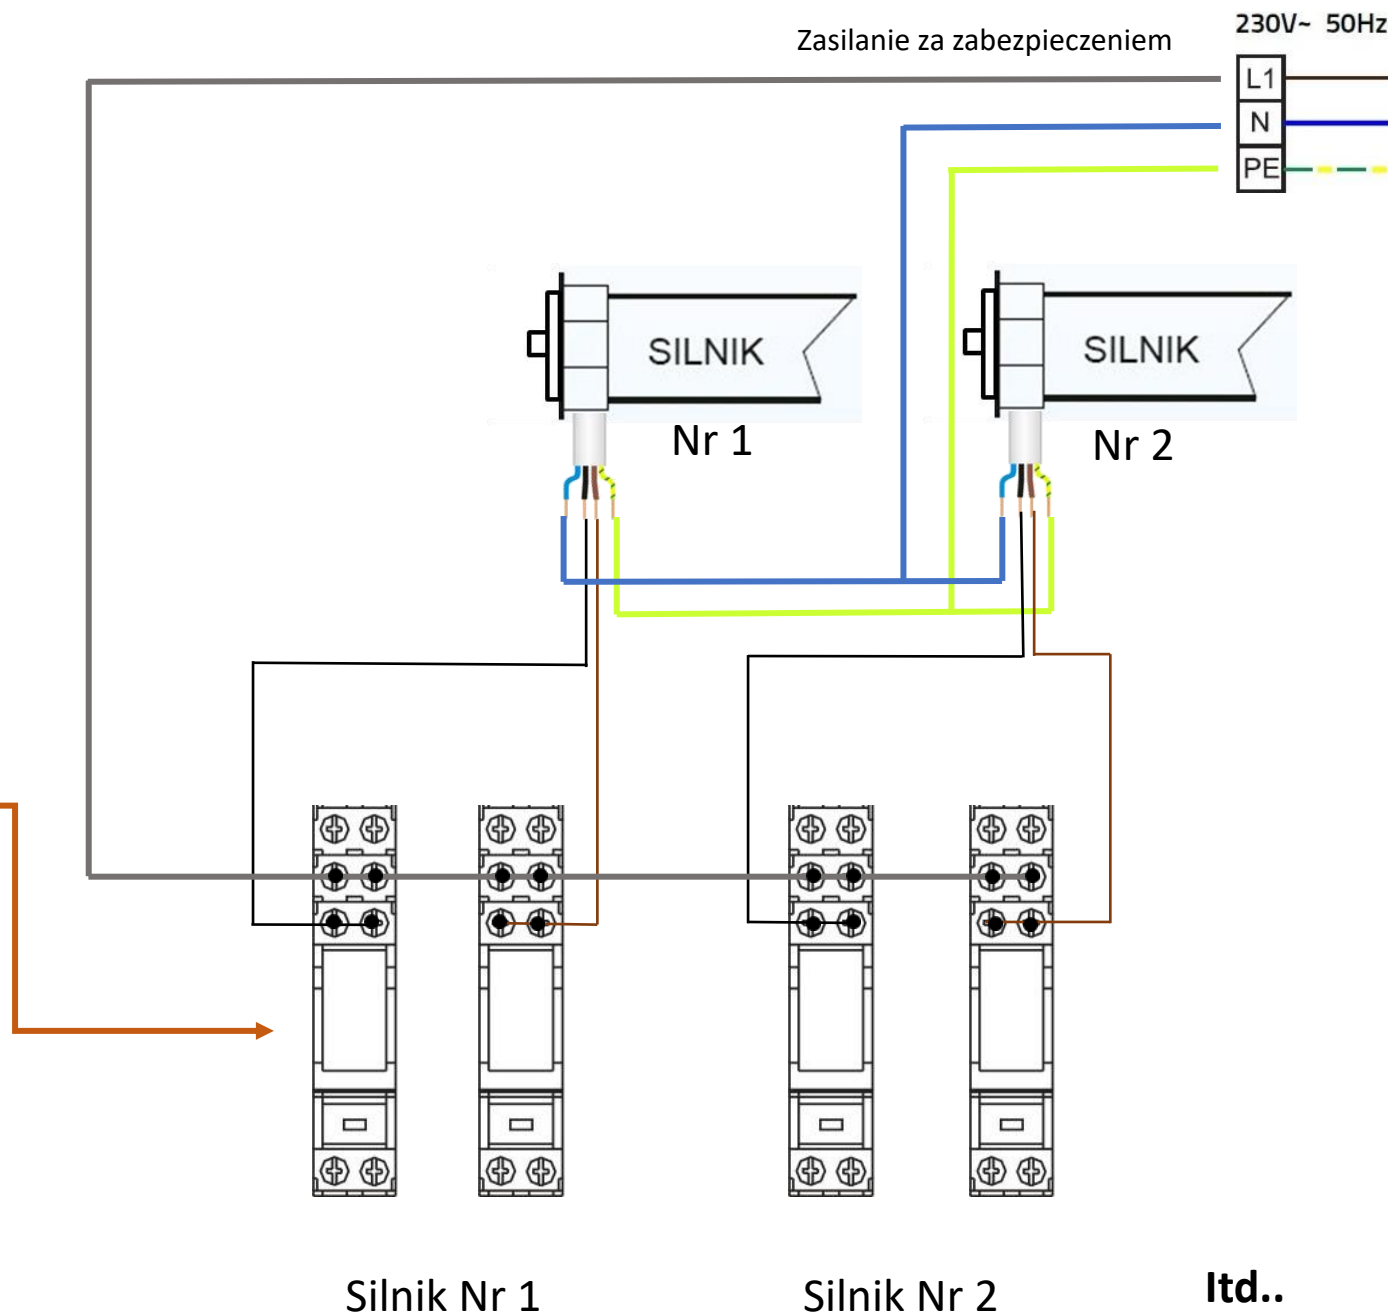 230V~ 50Hz
Zasilanie za zabezpieczeniem
L1
N
PE
SILNIK
SILNIK
Nr 1
Nr 2
Silnik Nr 1
Silnik Nr 2
Itd..